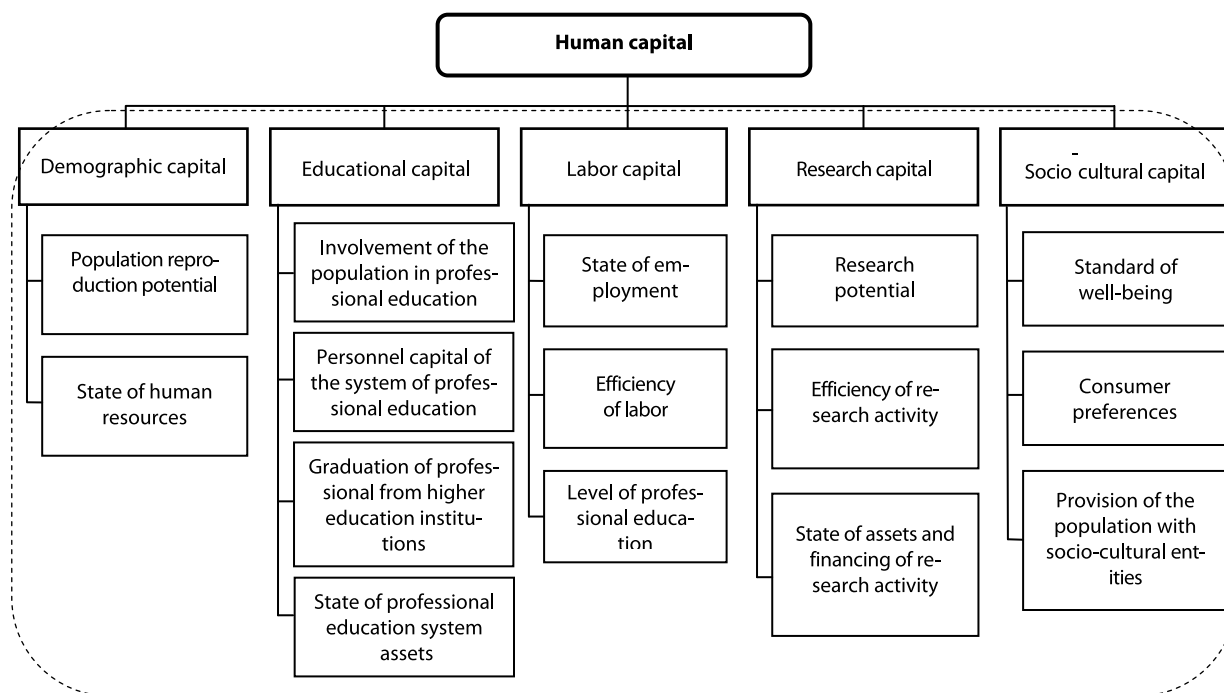 Human capital
Demographic capital
Population repro-
duction potential
State of human
resources
Educational capital
Involvement of the
population in profes-
sional education
Personnel capital of
the system of profes-
sional education
Graduation of profes-
sional from higher
education institu-
tions
State of professional
education system
assets
Labor capital
State of em-
ployment
Efficiency
of labor
Level of profes-
sional educa-
tion
Research capital
Research
potential
Efficiency of re-
search activity
State of assets and
financing of re-
search activity
Socio-cultural capital
Standard of
well-being
Consumer
preferences
Provision of the
population with
socio-cultural ent-
ities